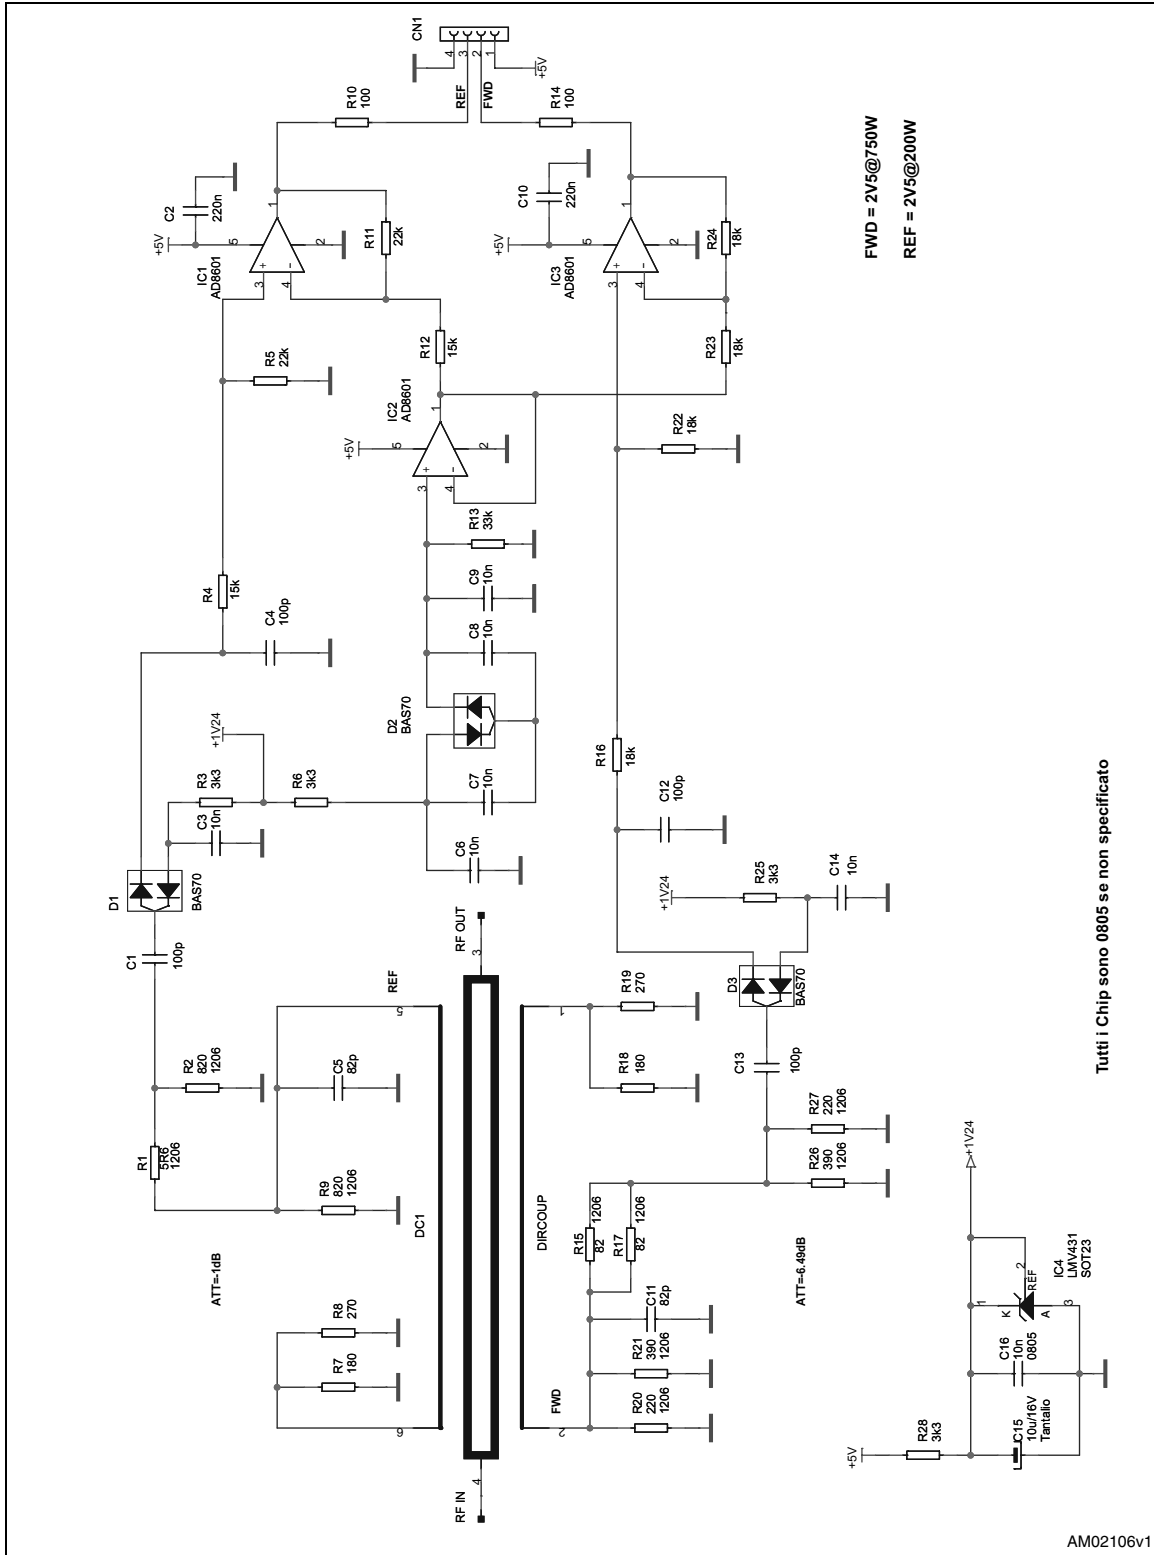 CN1
4
3
2
1
+5V
REF
FWD
R10
100
R14
100
C2
220n
+5V
5
1
2
3
4
+
-
IC1
AD8601
R11
22k
C10
220n
+5V
5
1
2
3
4
+
-
IC3
AD8601
R24
18k
R23
18k
R12
15k
R5
22k
IC2
AD8601
+5V
5
1
2
3
4
+
-
R22
18k
R13
33k
C9
10n
C8
10n
R4
15k
C4
100p
D2
BAS70
+1V24
R3
3k3
R6
3k3
C3
10n
C7
10n
C6
10n
D1
BAS70
C1
100p
R16
18k
C12
100p
+1V24
R25
3k3
C14
10n
D3
BAS70
C13
100p
RF OUT
3
REF
5
R2
820
1206
C5
82p
R1
5R6
1206
R9
820
1206
DC1
DIRCOUP
1
R19
270
R18
180
R27
220
1206
R26
390
1206
R15
82
1206
R17
82
1206
ATT=-1dB
ATT=-6.49dB
R8
270
R7
180
6
C11
82p
R21
390
1206
R20
220
1206
FWD
2
RF IN
4
FWD = 2V5@750W
REF = 2V5@200W
Tutti i Chip sono 0805 se non specificato
+1V24
IC4
LMV431
SOT23
1
2
3
K
REF
A
C16
10n
0805
C15
10u/16V
Tantalio
R28
3k3
+5V
AM02106v1